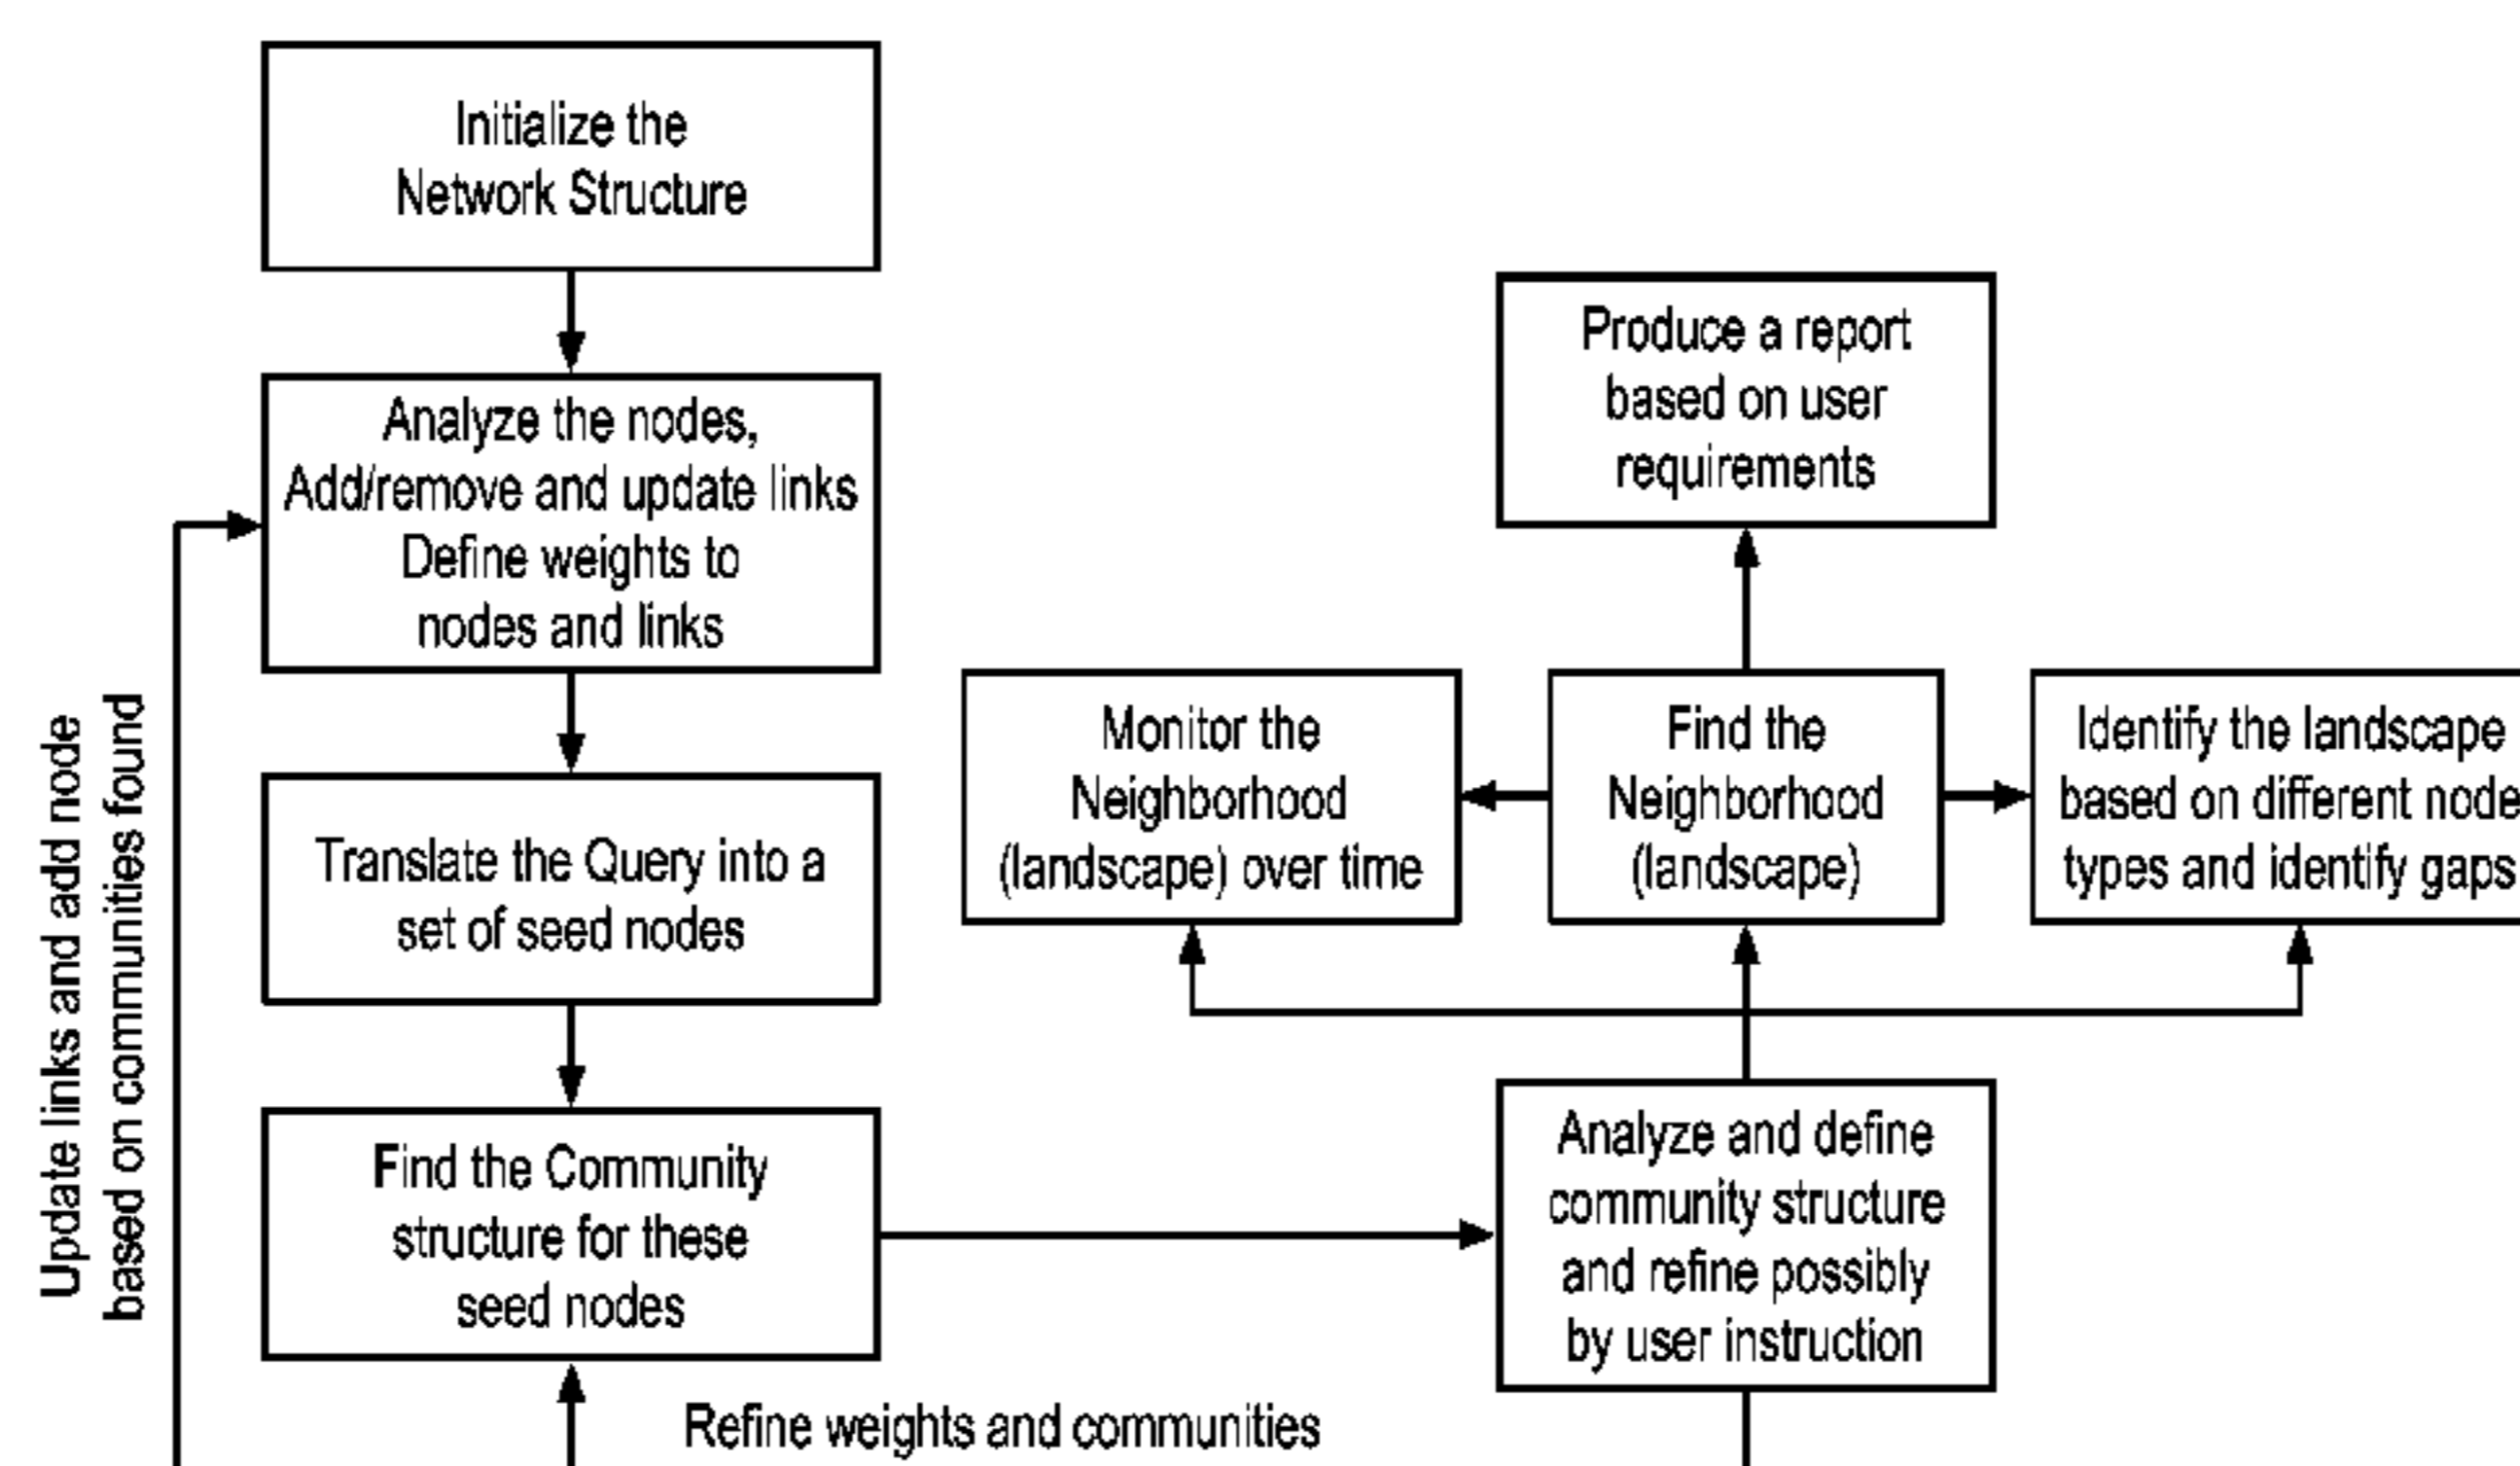 Initialize the
Network Structure
Analyze the nodes,
Add/remove and update links
Define weights to
nodes and links
Translate the Query into a
set of seed nodes
Find the Community
structure for these
seed nodes
Update links and add node
based on communities found
Refine weights and communities
Produce a report
based on user
requirements
Monitor the
Neighborhood
(landscape) over time
Find the
Neighborhood
(landscape)
Identify the landscape
based on different node
types and identify gaps
Analyze and define
community structure
and refine possibly
by user instruction